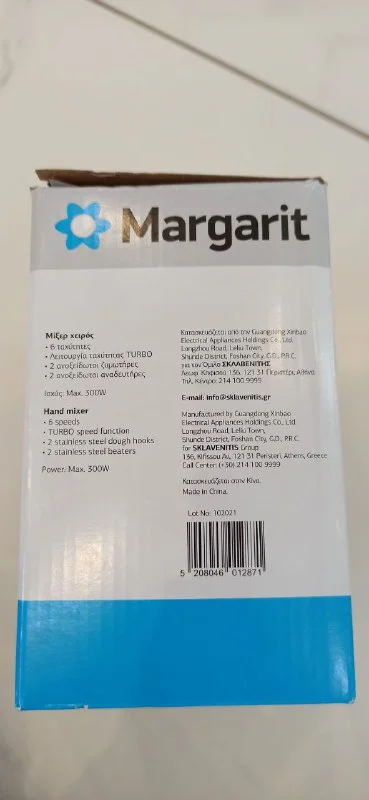 Margarit
Μίξερ χειρός
• 6 ταχύτητες
• Λειτουργία ταχύτητας TURBO
• 2 ανοξείδωτοι ζυμωτήρες
• 2 ανοξείδωτοι αναδευτήρες
Ισχύς: Max. 300W
Hand mixer
• 6 speeds
• TURBO speed function
• 2 stainless steel dough hooks
• 2 stainless steel beaters
Power: Max. 300W
Κατασκευάζεται από την Guangdong Xinbao
Electrical Appliances Holdings Co., Ltd.
Longzhou Road, Leliu Town,
Shunde District, Foshan City, G.D., P.R.C.
για τον Όμιλο ΣΚΛΑΒΕΝΙΤΗΣ
Λεωφ. Κηφισού 136, 121 31 Περιστέρι, Αθήνα
Τηλ. Κέντρο: 214 100 9999
E-mail: info@sklavenitis.gr
Manufactured by Guangdong Xinbao
Electrical Appliances Holdings Co., Ltd.
Longzhou Road, Leliu Town,
Shunde District, Foshan City, G.D., P.R.C.
for SKLAVENITIS Group
136, Kifissou Av., 121 31 Peristeri, Athens, Greece
Call Center: (+30) 214 100 9999
Κατασκευάζεται στην Κίνα.
Made in China.
Lot No: 102021
5 208046 012871